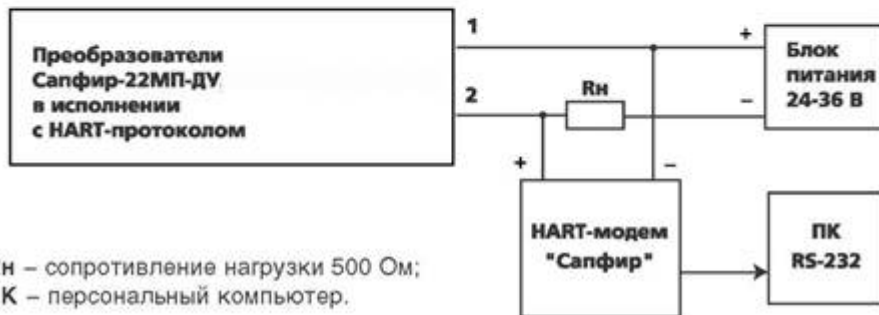 Преобразователи
Сапфир-22МП-ДУ
в исполнении
с HART-протоколом
1
2
Rн
+
–
Блок
питания
24-36 В
+
–
HART-модем
"Сапфир"
ПК
RS-232
н – сопротивление нагрузки 500 Ом;
К – персональный компьютер.